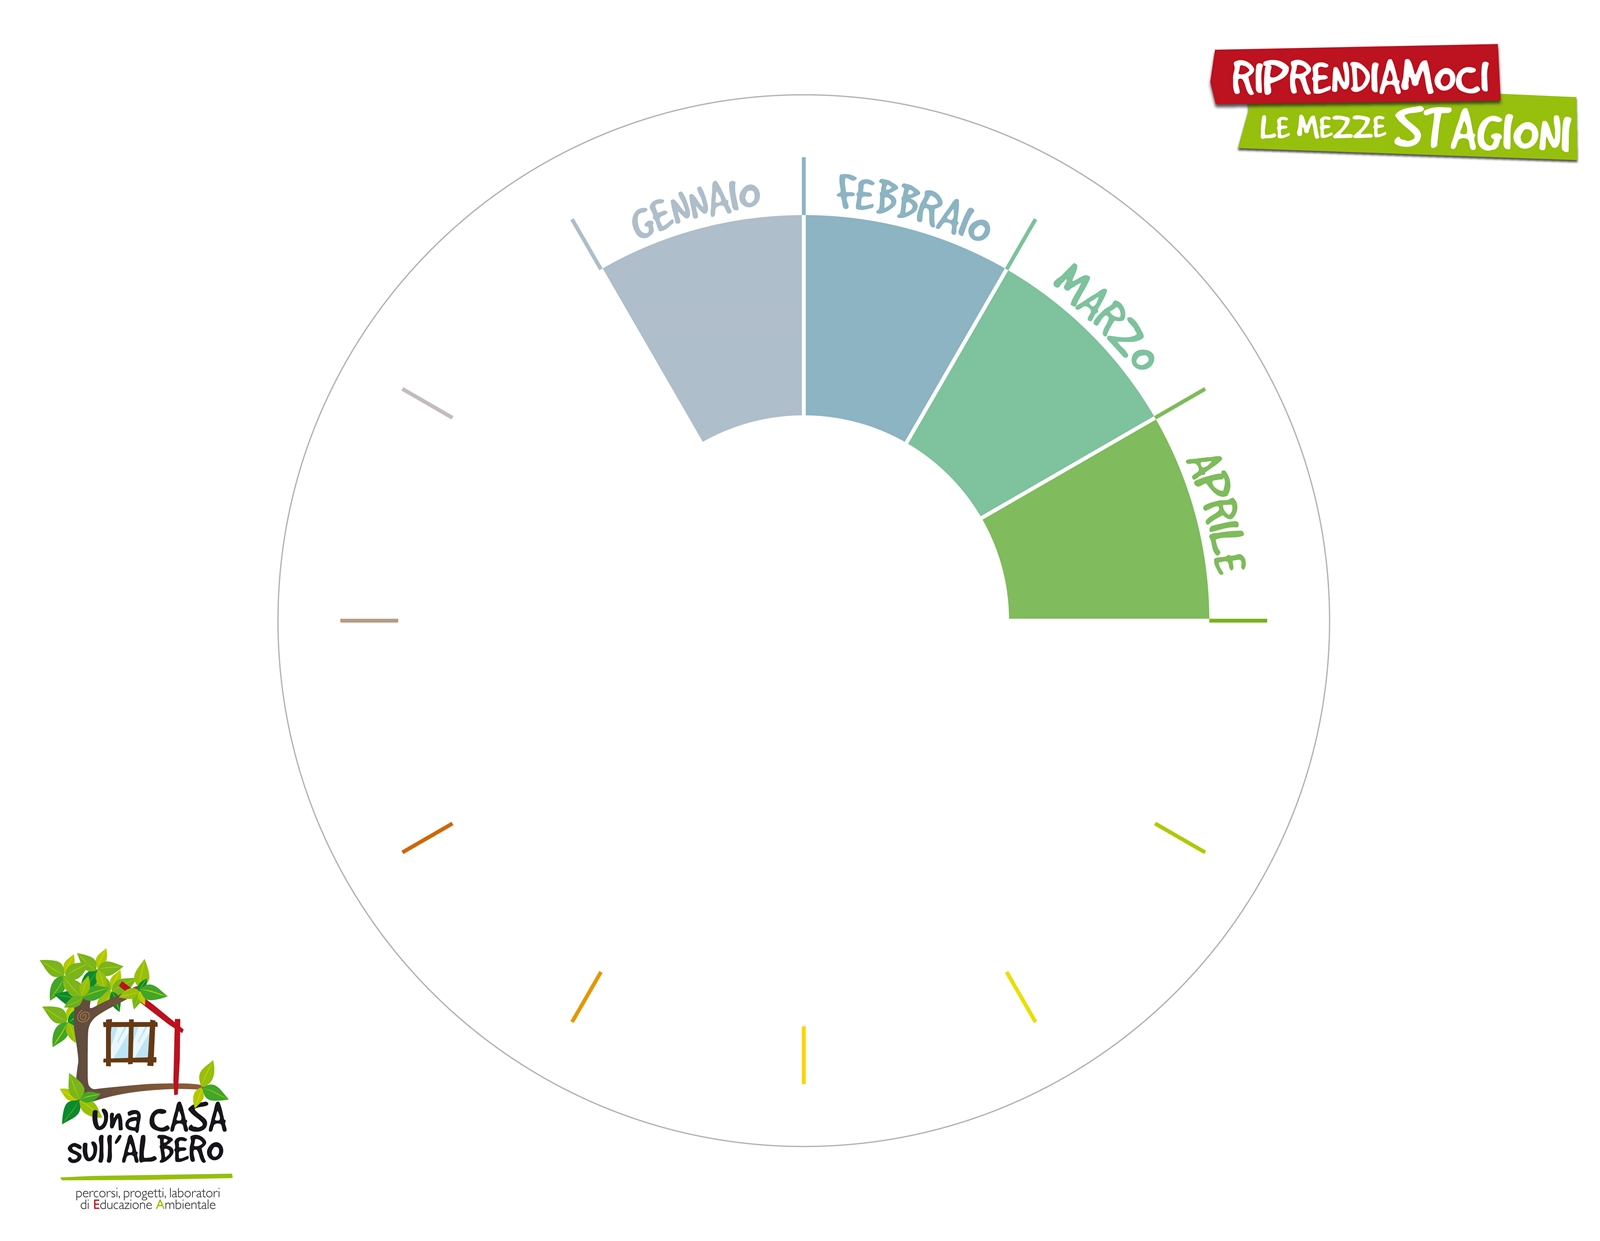 RIPRENDIAMOCI
LE MEZZE STAGIONI
GENNAIO
FEBBRAIO
MARZO
APRILE
una CASA
sull'ALBERO
percorsi, progetti, laboratori
di Educazione Ambientale